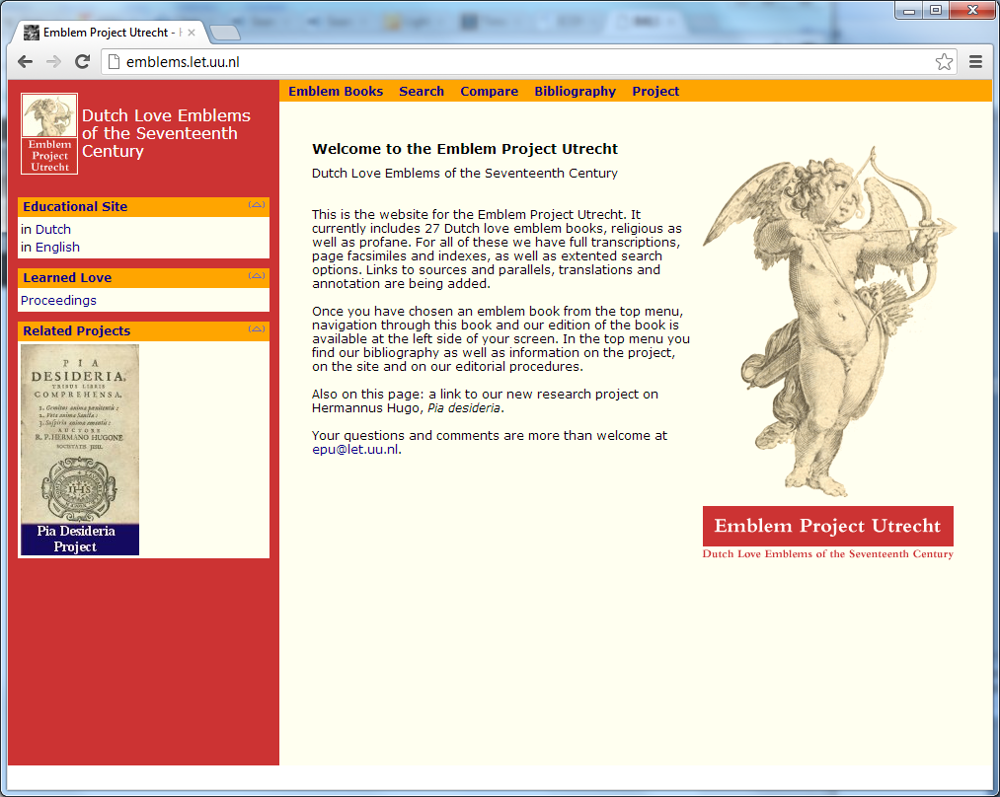 Emblem Project Utrecht -
emblems.let.uu.nl
Emblem
Project
Utrecht
Dutch Love Emblems
of the Seventeenth
Century
Educational Site
in Dutch
in English
Learned Love
Proceedings
Related Projects
PIA
DESIDERIA,
TRIBUS LIBRIS
COMPREHENSA.
1. Gemitus animæ pœnitentis:
2. Vota animæ Sanctæ:
3. Suspiria animæ amantis:
AUCTORE
R. P. HERMANO HUGONE
SOCIETATIS
IHS
Pia Desideria
Project
Emblem Books Search Compare Bibliography Project
Welcome to the Emblem Project Utrecht
Dutch Love Emblems of the Seventeenth Century
This is the website for the Emblem Project Utrecht. It
currently includes 27 Dutch love emblem books, religious as
well as profane. For all of these we have full transcriptions,
page facsimiles and indexes, as well as extented search
options. Links to sources and parallels, translations and
annotation are being added.
Once you have chosen an emblem book from the top menu,
navigation through this book and our edition of the book is
available at the left side of your screen. In the top menu you
find our bibliography as well as information on the project,
on the site and on our editorial procedures.
Also on this page: a link to our new research project on
Hermannus Hugo, Pia desideria.
Your questions and comments are more than welcome at
epu@let.uu.nl.
Emblem Project Utrecht
Dutch Love Emblems of the Seventeenth Century